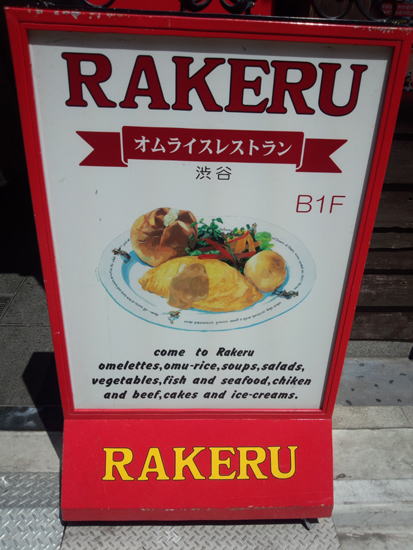 RAKERU
オムライスレストラン
渋谷
B1F
come to Rakeru
omelettes,omu-rice,soups,salads,
vegetables,fish and seafood,chiken
and beef,cakes and ice-creams.
RAKERU